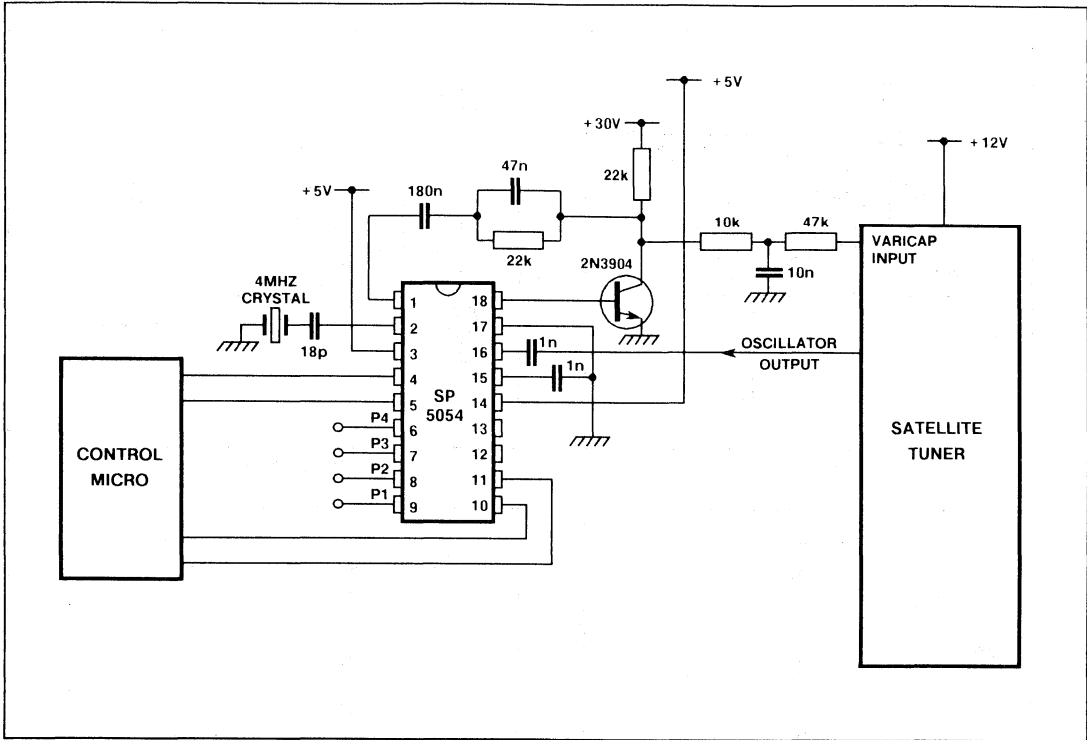 +5V
+30V
+12V
47n
22k
180n
+5V
10k
47k
VARICAP
INPUT
22k
2N3904
10n
4MHZ
CRYSTAL
18p
1
18
2
17
3
16
1n
OSCILLATOR
OUTPUT
4
15
1n
5
SP
5054
14
P4
6
13
P3
7
12
P2
8
11
P1
9
10
CONTROL
MICRO
SATELLITE
TUNER